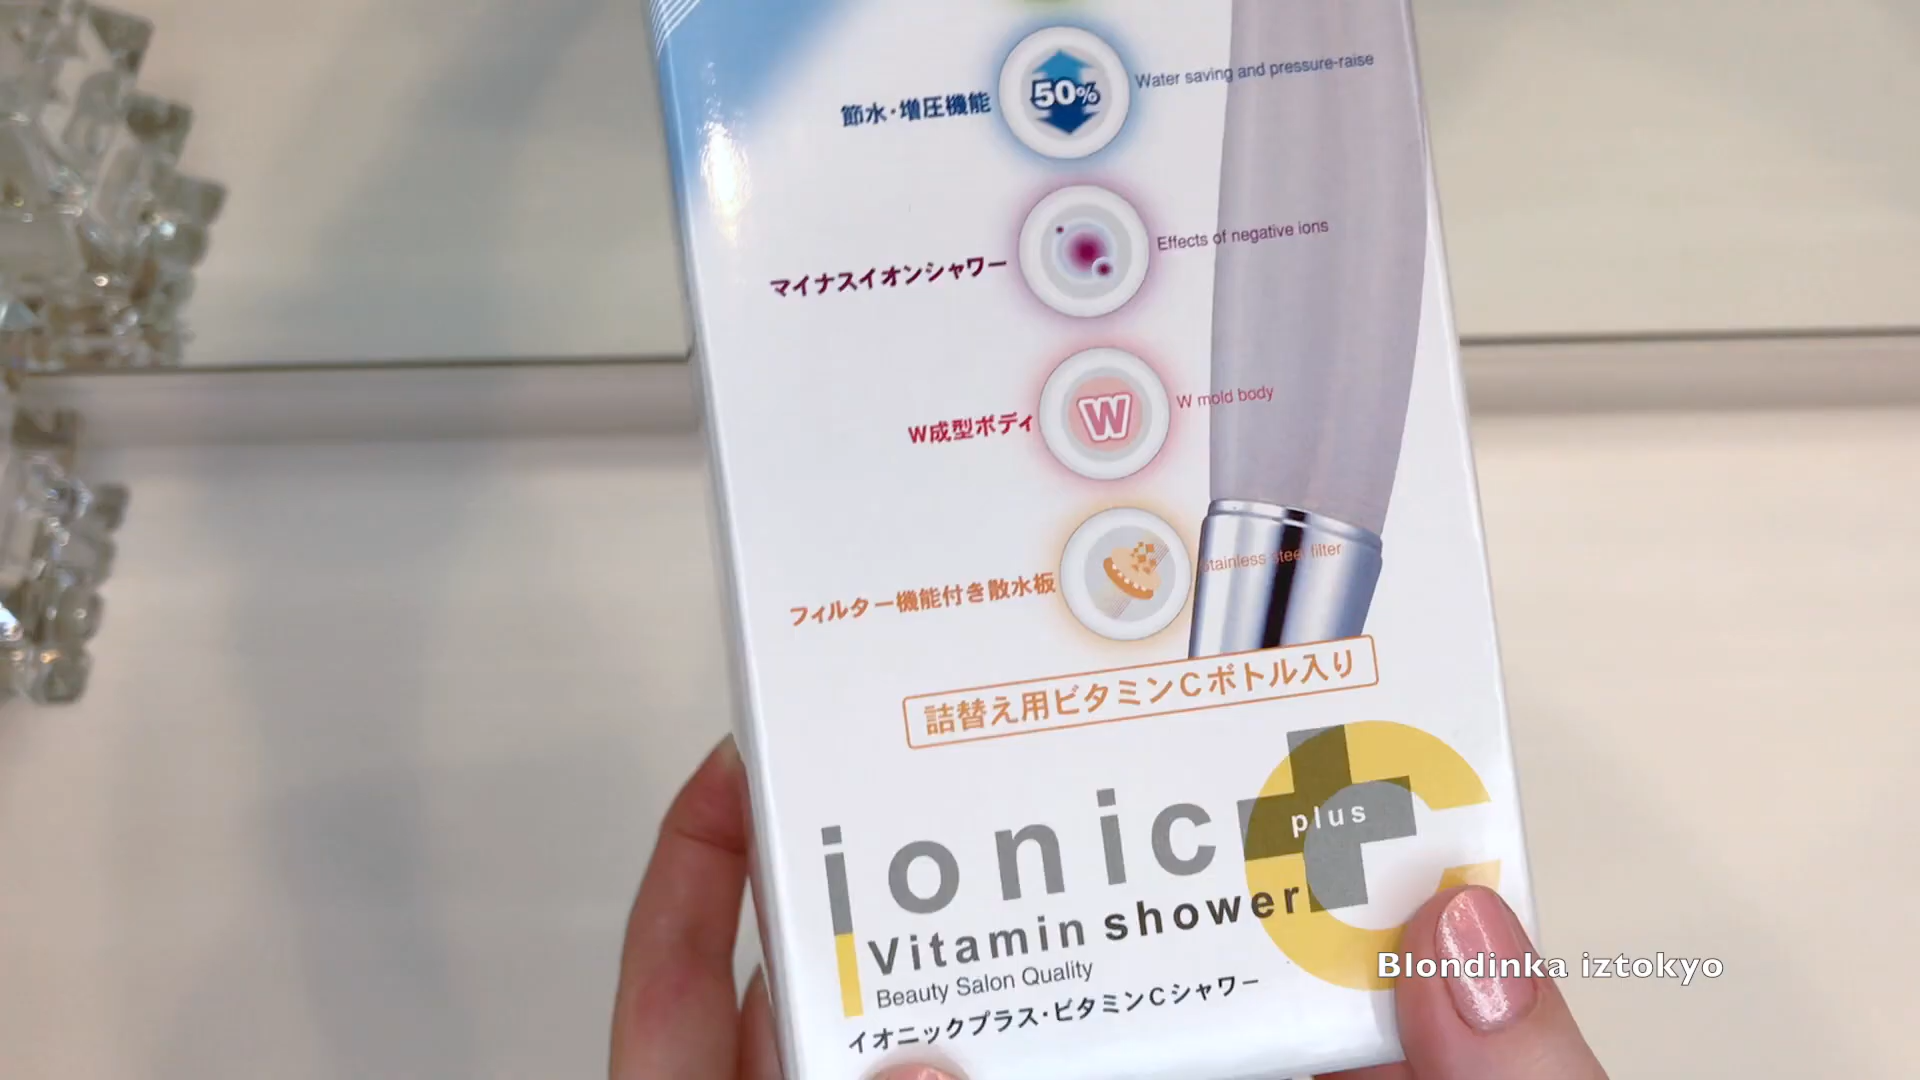 節水・増圧機能
50%
Water saving and pressure-raise
マイナスイオンシャワー
Effects of negative ions
W成型ボディ
W
W mold body
フィルター機能付き散水板
Stainless steel filter
詰替え用ビタミンCボトル入り
ionic
plus
C
Vitamin shower
Beauty Salon Quality
イオニックプラス・ビタミンCシャワー
Blondinka iztokyo